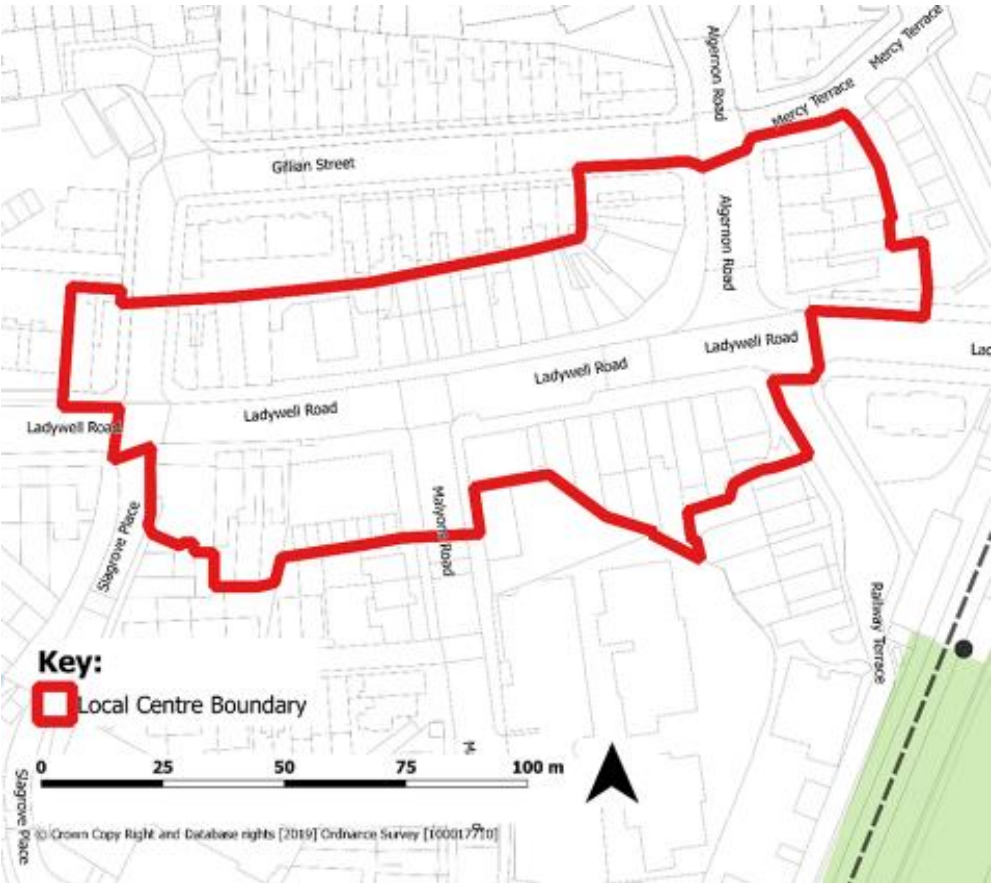 Algernon Road
Mercy Terrace
Mercy Terrace
Gillian Street
Algernon Road
Ladywell Road
Ladywell Road
Lad
Ladywell Road
Ladywell Road
Malyons Road
Slagrove Place
Railway Terrace
Key:
Local Centre Boundary
M
0 25 50 75 100 m
Slagrove Place
© Crown Copy Right and Database rights [2019] Ordnance Survey [100017710]